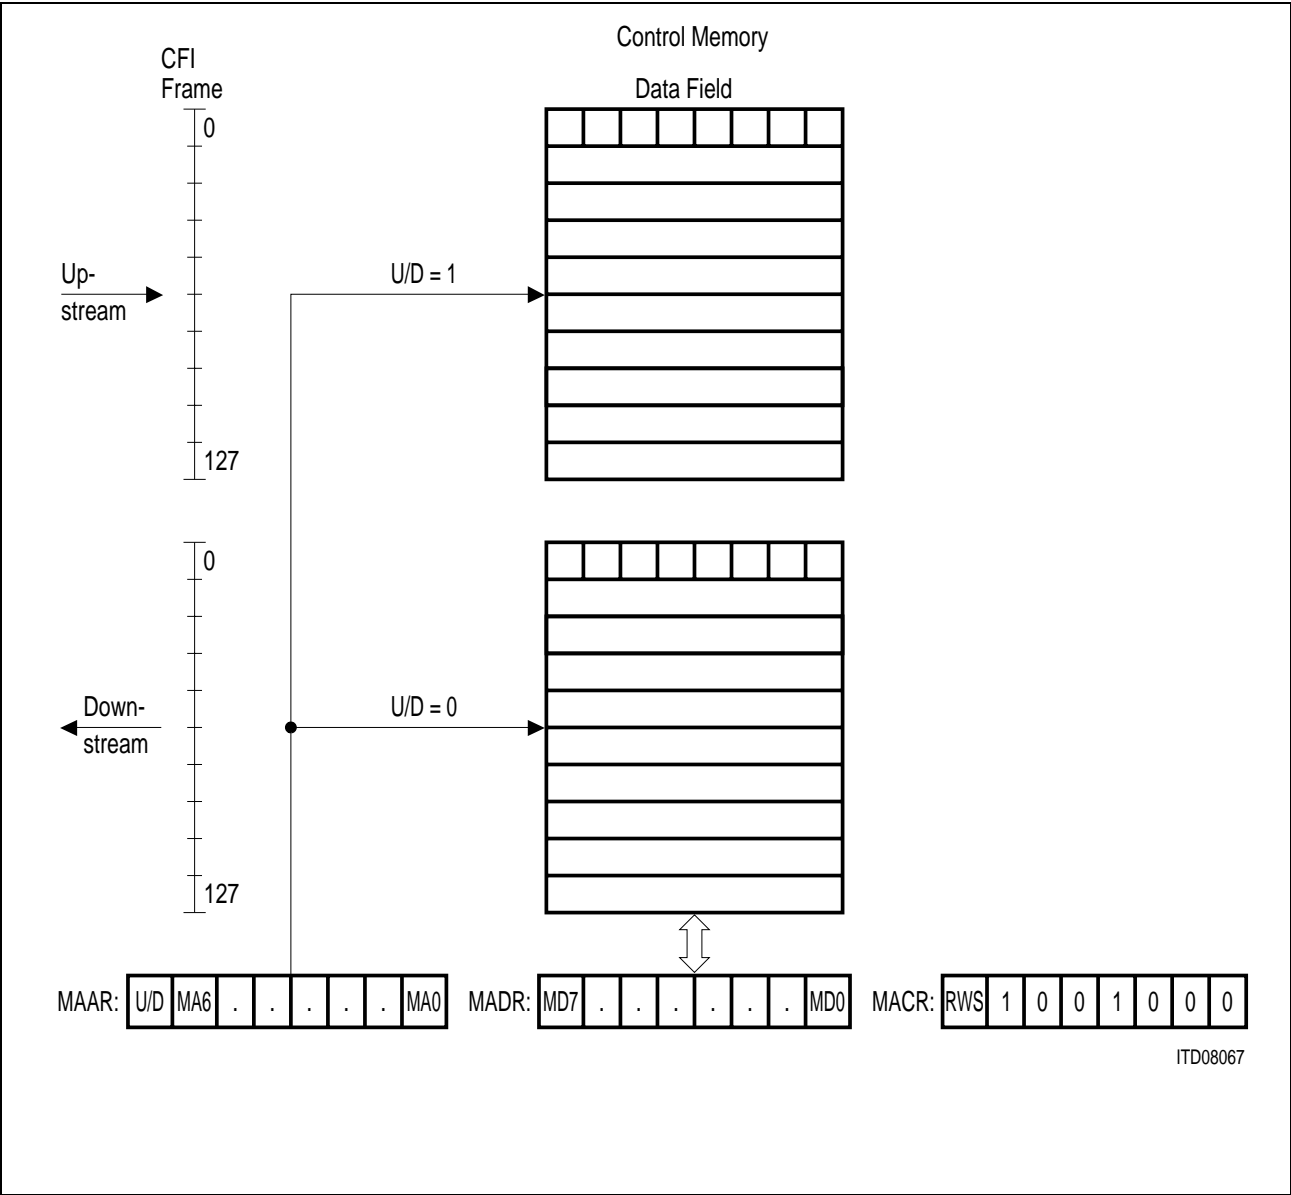 Control Memory
CFI
Frame
Data Field
0
Up-
stream
U/D = 1
127
0
Down-
stream
U/D = 0
127
MAAR: U/D MA6 . . . . . MA0 MADR: MD7 . . . . . . MD0 MACR: RWS 1 0 0 1 0 0 0
ITD08067